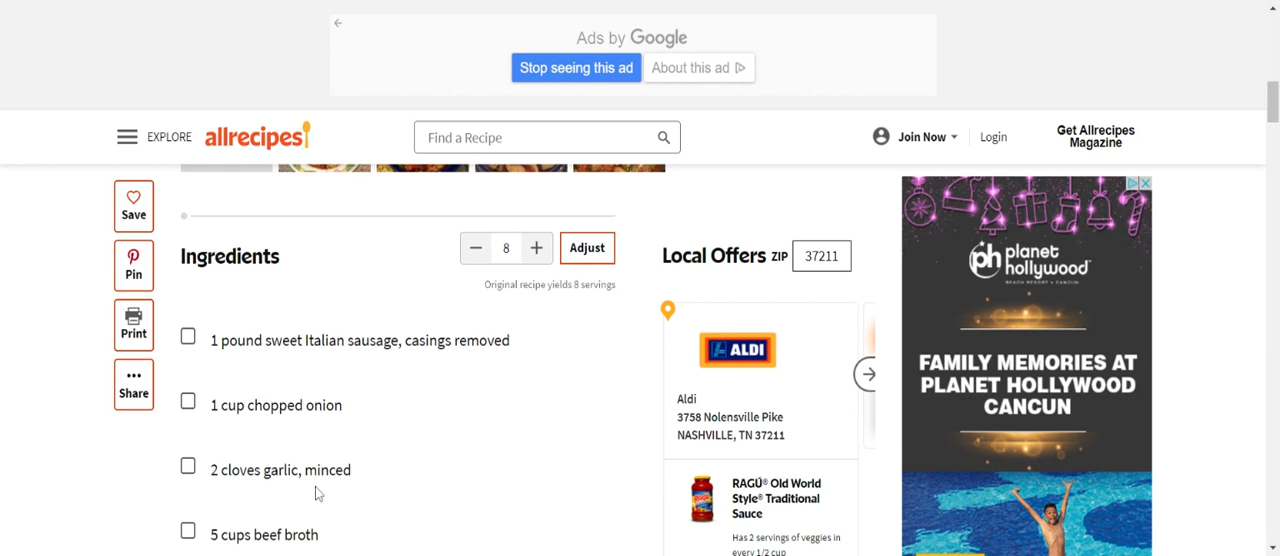 Ads by Google
Stop seeing this ad
About this ad
EXPLORE
allrecipes
Find a Recipe
Join Now
Login
Get Allrecipes
Magazine
Save
Pin
Print
Share
Ingredients
8
Adjust
Original recipe yields 8 servings
1 pound sweet Italian sausage, casings removed
1 cup chopped onion
2 cloves garlic, minced
5 cups beef broth
Local Offers ZIP 37211
ALDI
Aldi
3758 Nolensville Pike
NASHVILLE, TN 37211
RAGÚ® Old World
Style® Traditional
Sauce
Has 2 servings of veggies in
every 1/2 cup
ph planet
hollywood
BEACH RESORT • CANCUN
FAMILY MEMORIES AT
PLANET HOLLYWOOD
CANCUN